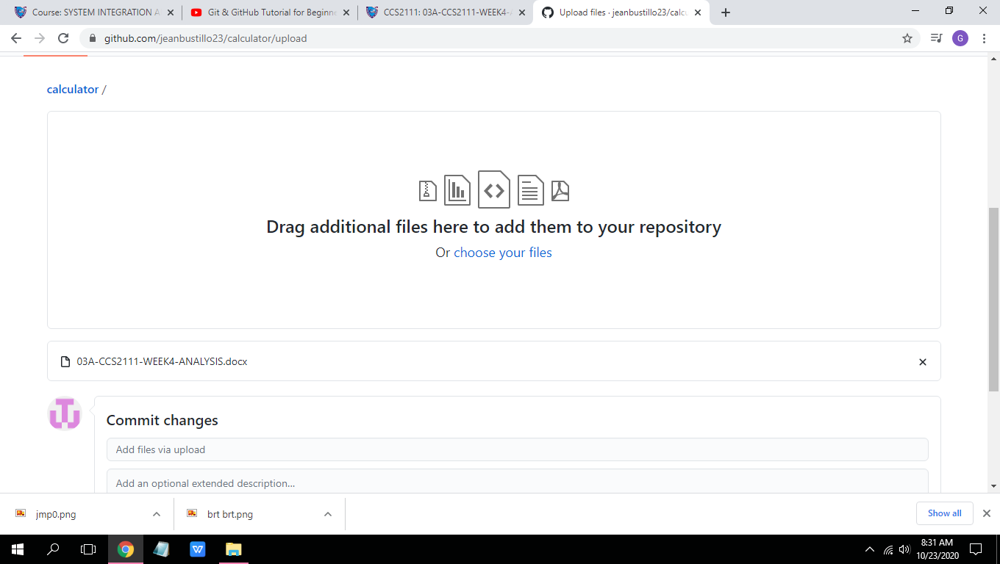 Course: SYSTEM INTEGRATION A
Git & GitHub Tutorial for Beginne
CCS2111: 03A-CCS2111-WEEK4-A
Upload files · jeanbustillo23/calcu
github.com/jeanbustillo23/calculator/upload
G
calculator /
Drag additional files here to add them to your repository
Or choose your files
03A-CCS2111-WEEK4-ANALYSIS.docx
Commit changes
Add files via upload
Add an optional extended description...
jmp0.png
brt brt.png
Show all
8:31 AM
10/23/2020